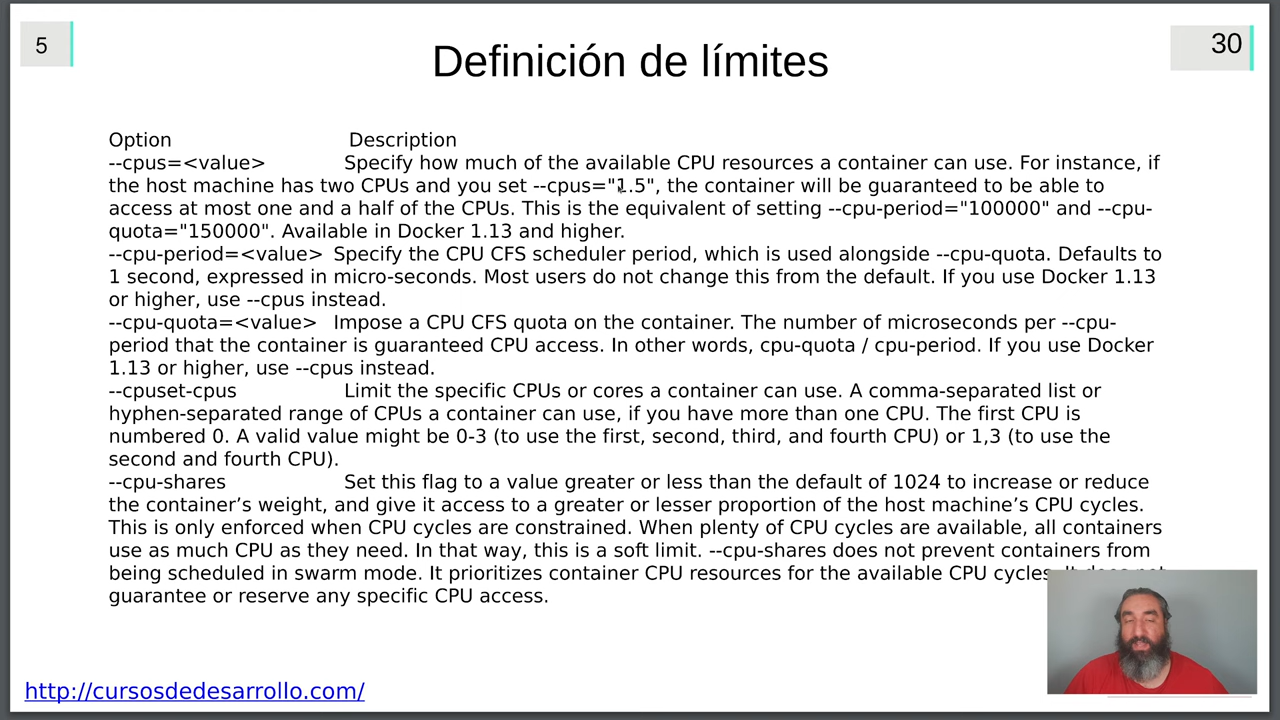 5
30
Definición de límites
Option Description
--cpus=<value> Specify how much of the available CPU resources a container can use. For instance, if
the host machine has two CPUs and you set --cpus="1.5", the container will be guaranteed to be able to
access at most one and a half of the CPUs. This is the equivalent of setting --cpu-period="100000" and --cpu-
quota="150000". Available in Docker 1.13 and higher.
--cpu-period=<value> Specify the CPU CFS scheduler period, which is used alongside --cpu-quota. Defaults to
1 second, expressed in micro-seconds. Most users do not change this from the default. If you use Docker 1.13
or higher, use --cpus instead.
--cpu-quota=<value> Impose a CPU CFS quota on the container. The number of microseconds per --cpu-
period that the container is guaranteed CPU access. In other words, cpu-quota / cpu-period. If you use Docker
1.13 or higher, use --cpus instead.
--cpuset-cpus Limit the specific CPUs or cores a container can use. A comma-separated list or
hyphen-separated range of CPUs a container can use, if you have more than one CPU. The first CPU is
numbered 0. A valid value might be 0-3 (to use the first, second, third, and fourth CPU) or 1,3 (to use the
second and fourth CPU).
--cpu-shares Set this flag to a value greater or less than the default of 1024 to increase or reduce
the container’s weight, and give it access to a greater or lesser proportion of the host machine’s CPU cycles.
This is only enforced when CPU cycles are constrained. When plenty of CPU cycles are available, all containers
use as much CPU as they need. In that way, this is a soft limit. --cpu-shares does not prevent containers from
being scheduled in swarm mode. It prioritizes container CPU resources for the available CPU cycles. It does not
guarantee or reserve any specific CPU access.
http://cursosdedesarrollo.com/